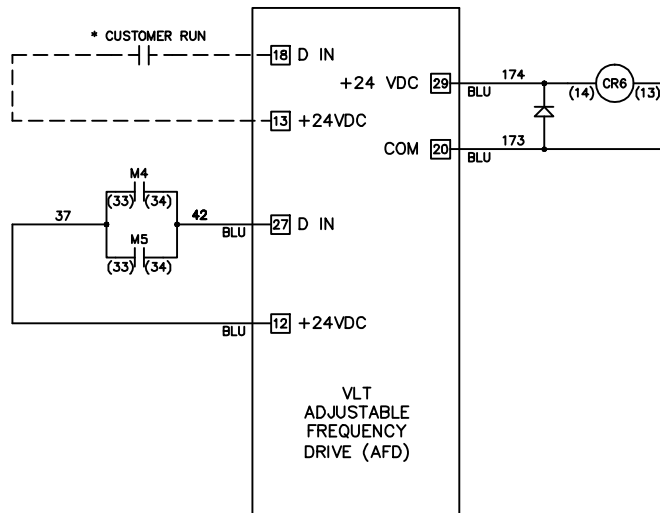 * CUSTOMER RUN
18 D IN
+24 VDC 29
174
BLU
(14) CR6 (13)
13 +24VDC
COM 20
173
BLU
M4
(33) (34)
37
42
BLU
27 D IN
M5
(33) (34)
BLU
12 +24VDC
VLT
ADJUSTABLE
FREQUENCY
DRIVE (AFD)